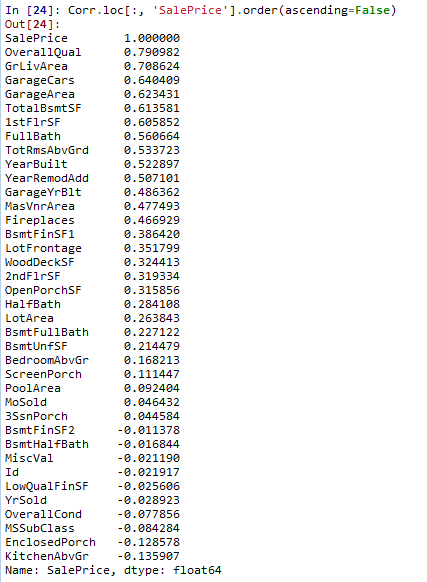 In [24]: Corr.loc[:, 'SalePrice'].order(ascending=False)
Out[24]:
SalePrice 1.000000
OverallQual 0.790982
GrLivArea 0.708624
GarageCars 0.640409
GarageArea 0.623431
TotalBsmtSF 0.613581
1stFlrSF 0.605852
FullBath 0.560664
TotRmsAbvGrd 0.533723
YearBuilt 0.522897
YearRemodAdd 0.507101
GarageYrBlt 0.486362
MasVnrArea 0.477493
Fireplaces 0.466929
BsmtFinSF1 0.386420
LotFrontage 0.351799
WoodDeckSF 0.324413
2ndFlrSF 0.319334
OpenPorchSF 0.315856
HalfBath 0.284108
LotArea 0.263843
BsmtFullBath 0.227122
BsmtUnfSF 0.214479
BedroomAbvGr 0.168213
ScreenPorch 0.111447
PoolArea 0.092404
MoSold 0.046432
3SsnPorch 0.044584
BsmtFinSF2 -0.011378
BsmtHalfBath -0.016844
MiscVal -0.021190
Id -0.021917
LowQualFinSF -0.025606
YrSold -0.028923
OverallCond -0.077856
MSSubClass -0.084284
EnclosedPorch -0.128578
KitchenAbvGr -0.135907
Name: SalePrice, dtype: float64